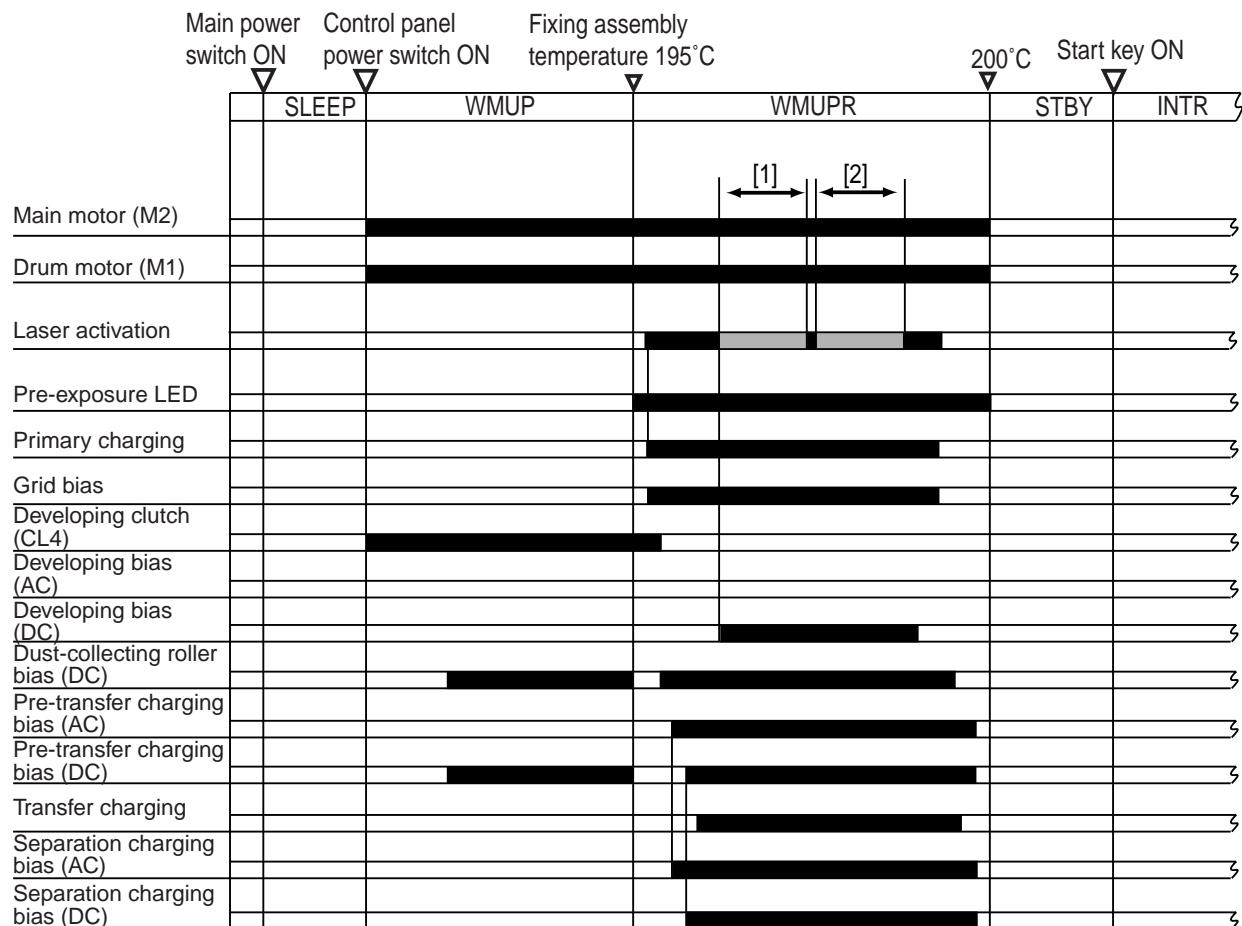 Main power
switch ON
Control panel
power switch ON
Fixing assembly
temperature 195˚C
200˚C
Start key ON
SLEEP
WMUP
WMUPR
STBY
INTR
[1]
[2]
Main motor (M2)
Drum motor (M1)
Laser activation
Pre-exposure LED
Primary charging
Grid bias
Developing clutch
(CL4)
Developing bias
(AC)
Developing bias
(DC)
Dust-collecting roller
bias (DC)
Pre-transfer charging
bias (AC)
Pre-transfer charging
bias (DC)
Transfer charging
Separation charging
bias (AC)
Separation charging
bias (DC)